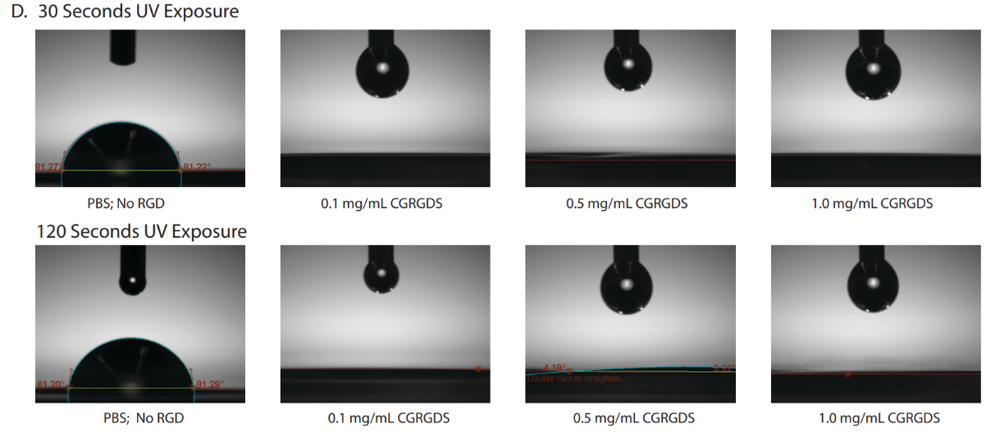 D. 30 Seconds UV Exposure
81.27°
81.22°
PBS; No RGD
0.1 mg/mL CGRGDS
0.5 mg/mL CGRGDS
1.0 mg/mL CGRGDS
120 Seconds UV Exposure
81.20°
81.29°
4.19°
Double click to straighten.
PBS; No RGD
0.1 mg/mL CGRGDS
0.5 mg/mL CGRGDS
1.0 mg/mL CGRGDS